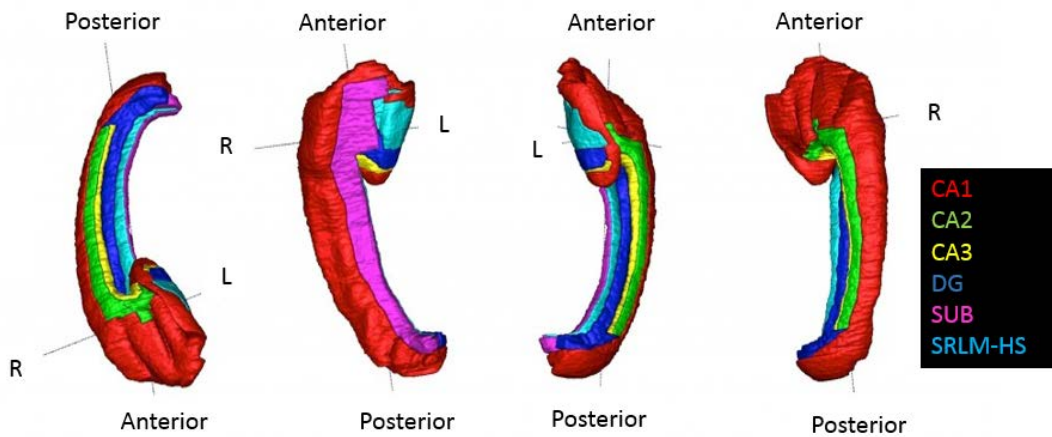 Posterior
Anterior
Anterior
Anterior
R
L
R
L
R
L
R
Anterior
Posterior
Posterior
Posterior
CA1
CA2
CA3
DG
SUB
SRLM-HS